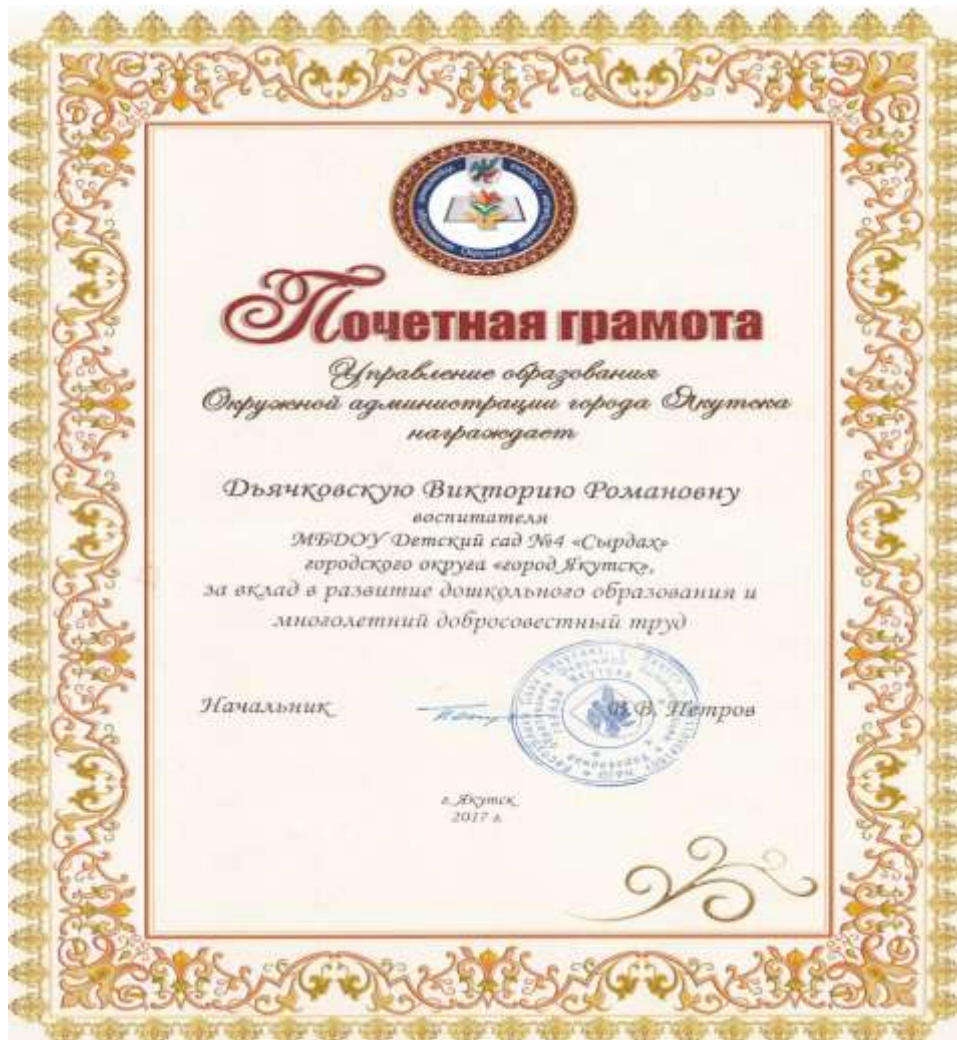 Почетная грамота
Управление образования
Окружной администрации города Якутска
награждает
Дьячковскую Викторию Романовну
воспитателя
МБДОУ Детский сад №4 «Сырдах»
городского округа «город Якутск»,
за вклад в развитие дошкольного образования и
многолетний добросовестный труд
Начальник В.В. Петров
г. Якутск
2017 г.